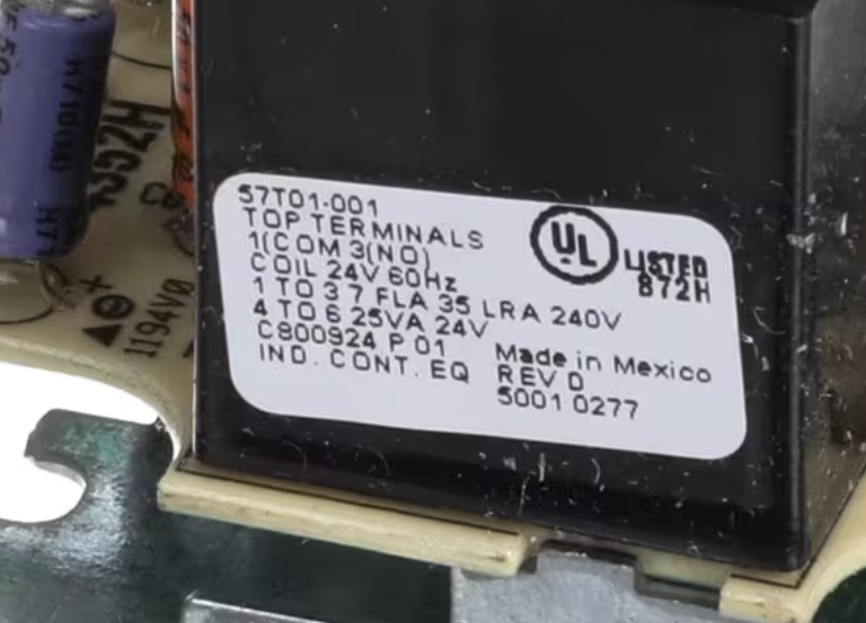 57T01-001
TOP TERMINALS
1(COM 3(NO)
COIL 24V 60Hz
1 TO 3 7 FLA 35 LRA 240V
4 TO 6 25VA 24V
C800924 P 01
IND. CONT. EQ
UL LISTED
872H
Made in Mexico
REV D
5001 0277
1194V0
H710(M)